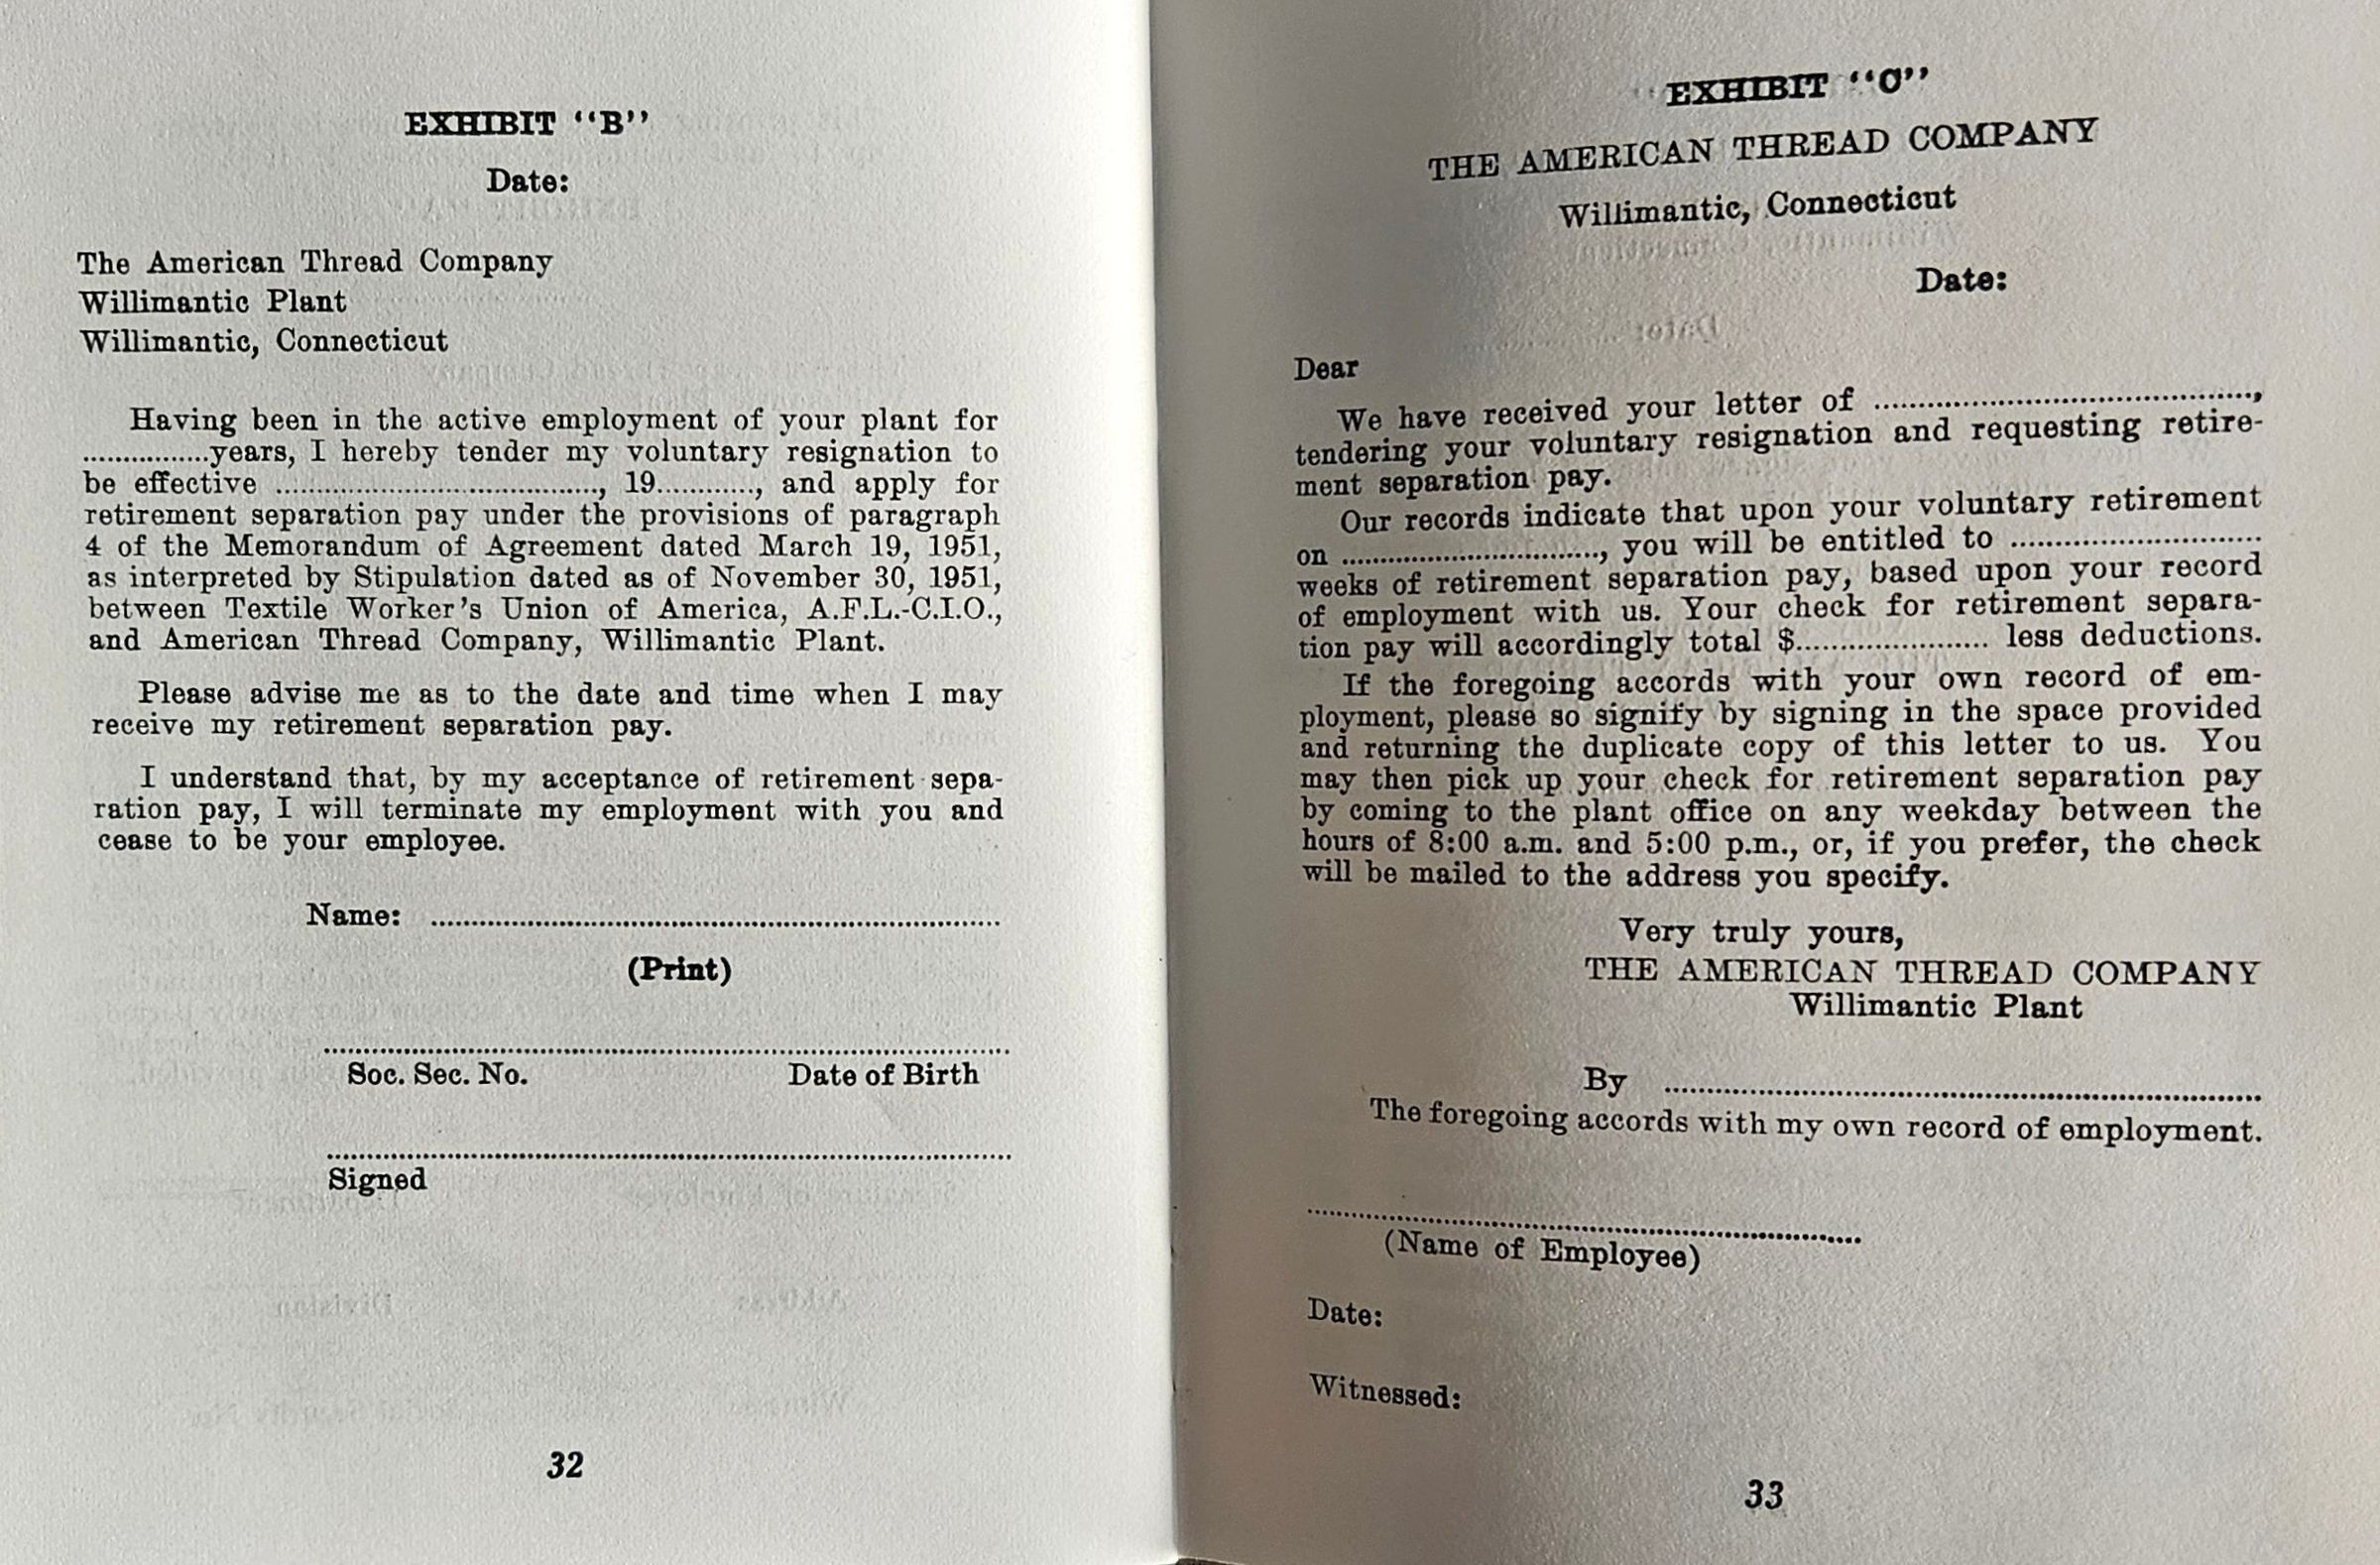 EXHIBIT "B"
Date:
The American Thread Company
Willimantic Plant
Willimantic, Connecticut
Having been in the active employment of your plant for
................years, I hereby tender my voluntary resignation to
be effective ........................................, 19............, and apply for
retirement separation pay under the provisions of paragraph
4 of the Memorandum of Agreement dated March 19, 1951,
as interpreted by Stipulation dated as of November 30, 1951,
between Textile Worker's Union of America, A.F.L.-C.I.O.,
and American Thread Company, Willimantic Plant.
Please advise me as to the date and time when I may
receive my retirement separation pay.
I understand that, by my acceptance of retirement sepa-
ration pay, I will terminate my employment with you and
cease to be your employee.
Name: ........................................................................
(Print)
........................................................................................
Soc. Sec. No. Date of Birth
........................................................................................
Signed
32
EXHIBIT "C"
THE AMERICAN THREAD COMPANY
Willimantic, Connecticut
Date:
Dear
We have received your letter of ...............................................,
tendering your voluntary resignation and requesting retire-
ment separation pay.
Our records indicate that upon your voluntary retirement
on ................................, you will be entitled to ...............................
weeks of retirement separation pay, based upon your record
of employment with us. Your check for retirement separa-
tion pay will accordingly total $........................ less deductions.
If the foregoing accords with your own record of em-
ployment, please so signify by signing in the space provided
and returning the duplicate copy of this letter to us. You
may then pick up your check for retirement separation pay
by coming to the plant office on any weekday between the
hours of 8:00 a.m. and 5:00 p.m., or, if you prefer, the check
will be mailed to the address you specify.
Very truly yours,
THE AMERICAN THREAD COMPANY
Willimantic Plant
By ...........................................................................
The foregoing accords with my own record of employment.
......................................................................
(Name of Employee)
Date:
Witnessed:
33